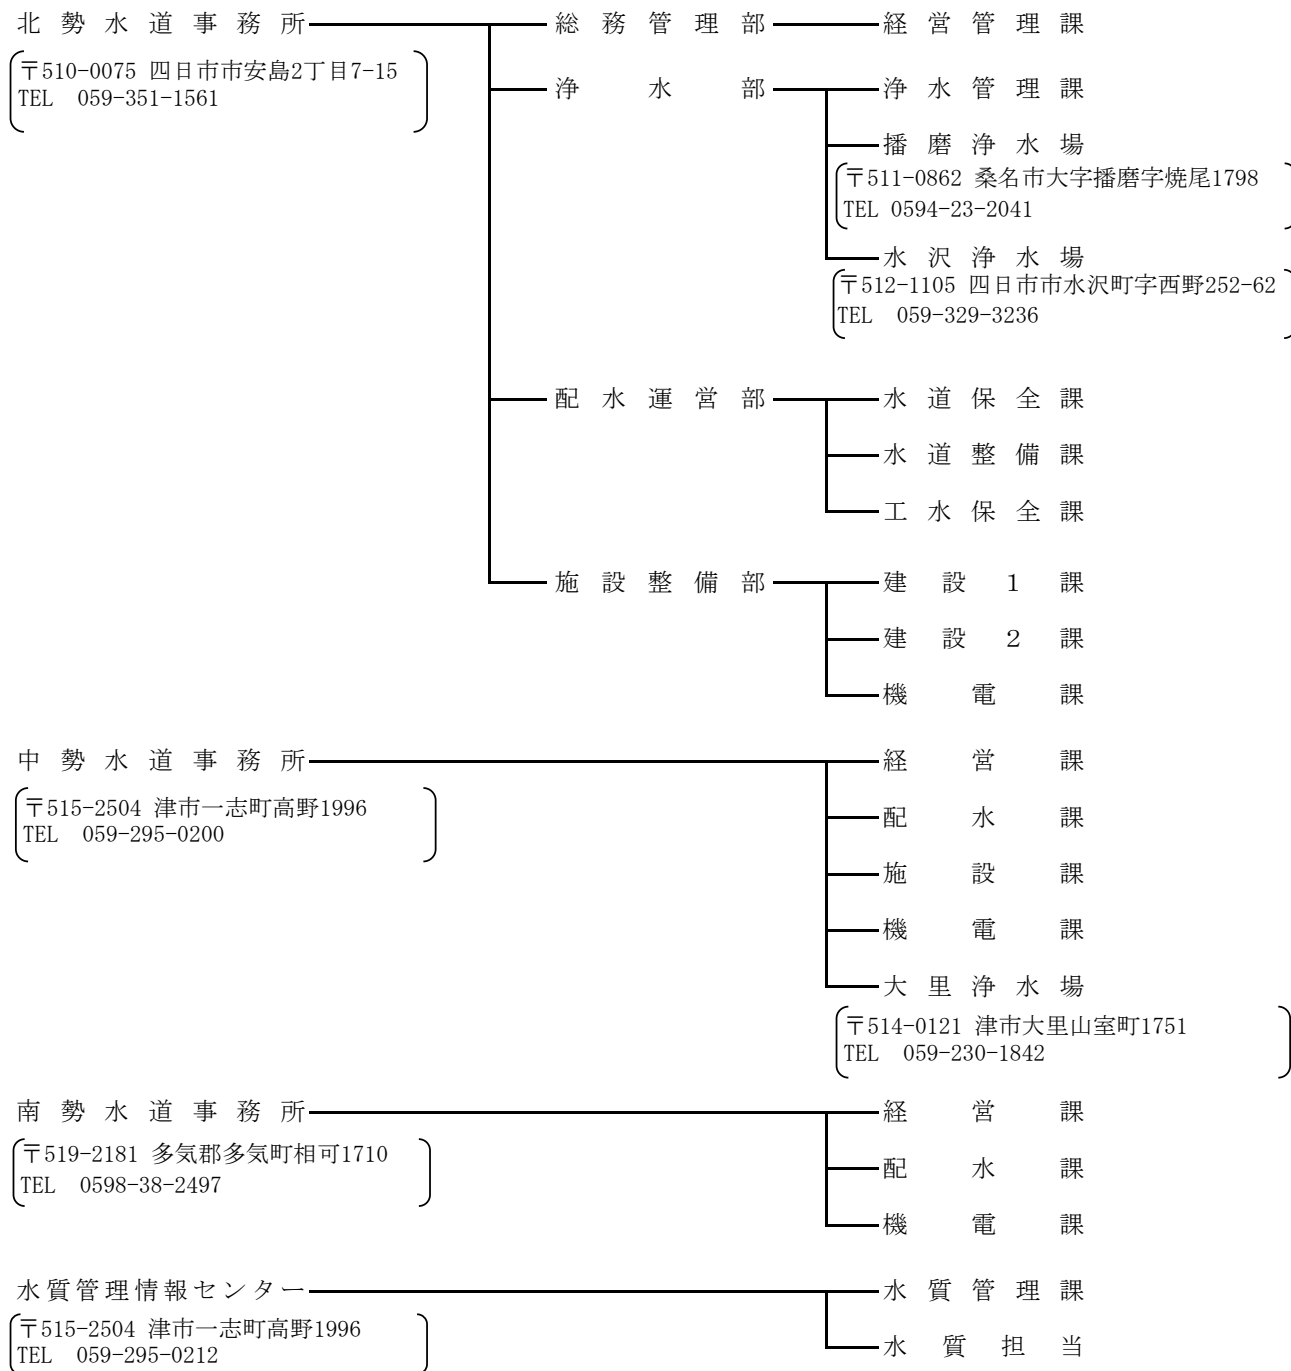 北勢水道事務所 総務管理部 経営管理課
〒510-0075 四日市市安島2丁目7-15
TEL 059-351-1561
浄水部 浄水管理課
播磨浄水場
〒511-0862 桑名市大字播磨字焼尾1798
TEL 0594-23-2041
水沢浄水場
〒512-1105 四日市市水沢町字西野252-62
TEL 059-329-3236
配水運営部 水道保全課
水道整備課
工水保全課
施設整備部 建設1課
建設2課
機電課
中勢水道事務所 経営課
〒515-2504 津市一志町高野1996
TEL 059-295-0200
配水課
施設課
機電課
大里浄水場
〒514-0121 津市大里山室町1751
TEL 059-230-1842
南勢水道事務所 経営課
〒519-2181 多気郡多気町相可1710
TEL 0598-38-2497
配水課
機電課
水質管理情報センター 水質管理課
〒515-2504 津市一志町高野1996
TEL 059-295-0212
水質担当